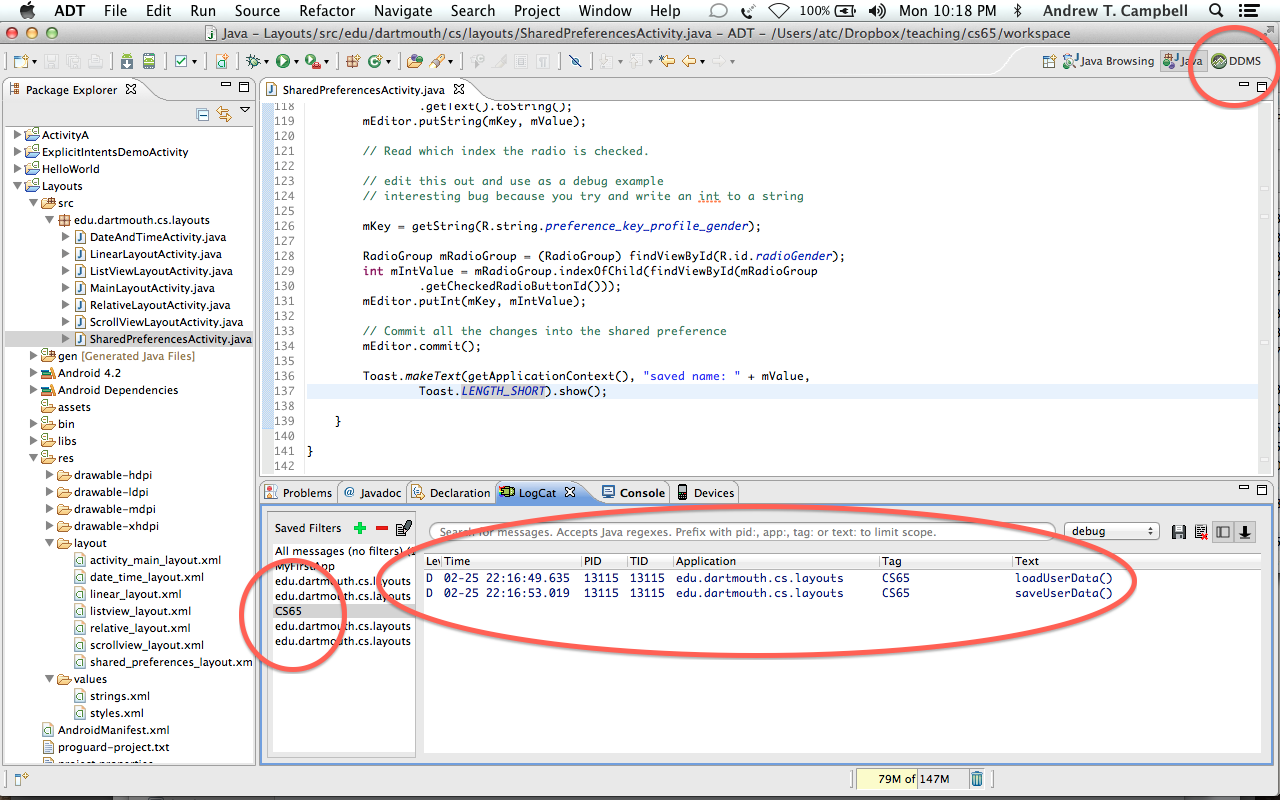 ADT File Edit Run Source Refactor Navigate Search Project Window Help 100% Mon 10:18 PM Andrew T. Campbell
Java – Layouts/src/edu/dartmouth/cs/layouts/SharedPreferencesActivity.java – ADT – /Users/atc/Dropbox/teaching/cs65/workspace
Java Browsing Java DDMS
Package Explorer
ActivityA
ExplicitIntentsDemoActivity
HelloWorld
Layouts
src
edu.dartmouth.cs.layouts
DateAndTimeActivity.java
LinearLayoutActivity.java
ListViewLayoutActivity.java
MainLayoutActivity.java
RelativeLayoutActivity.java
ScrollViewLayoutActivity.java
SharedPreferencesActivity.java
gen [Generated Java Files]
Android 4.2
Android Dependencies
assets
bin
libs
res
drawable-hdpi
drawable-ldpi
drawable-mdpi
drawable-xhdpi
layout
activity_main_layout.xml
date_time_layout.xml
linear_layout.xml
listview_layout.xml
relative_layout.xml
scrollview_layout.xml
shared_preferences_layout.xm
values
strings.xml
styles.xml
AndroidManifest.xml
proguard-project.txt
project.properties
SharedPreferencesActivity.java
118 .getText().toString();
119 mEditor.putString(mKey, mValue);
120
121 // Read which index the radio is checked.
122
123 // edit this out and use as a debug example
124 // interesting bug because you try and write an int to a string
125
126 mKey = getString(R.string.preference_key_profile_gender);
127
128 RadioGroup mRadioGroup = (RadioGroup) findViewById(R.id.radioGender);
129 int mIntValue = mRadioGroup.indexOfChild(findViewById(mRadioGroup
130 .getCheckedRadioButtonId()));
131 mEditor.putInt(mKey, mIntValue);
132
133 // Commit all the changes into the shared preference
134 mEditor.commit();
135
136 Toast.makeText(getApplicationContext(), "saved name: " + mValue,
137 Toast.LENGTH_SHORT).show();
138
139 }
140
141 }
142
Problems @ Javadoc Declaration LogCat Console Devices
Saved Filters
All messages (no filters) (
MyFirstApp
edu.dartmouth.cs.layouts
edu.dartmouth.cs.layouts
CS65
edu.dartmouth.cs.layouts
edu.dartmouth.cs.layouts
Search for messages. Accepts Java regexes. Prefix with pid:, app:, tag: or text: to limit scope. debug
Le Time PID TID Application Tag Text
D 02-25 22:16:49.635 13115 13115 edu.dartmouth.cs.layouts CS65 loadUserData()
D 02-25 22:16:53.019 13115 13115 edu.dartmouth.cs.layouts CS65 saveUserData()
79M of 147M